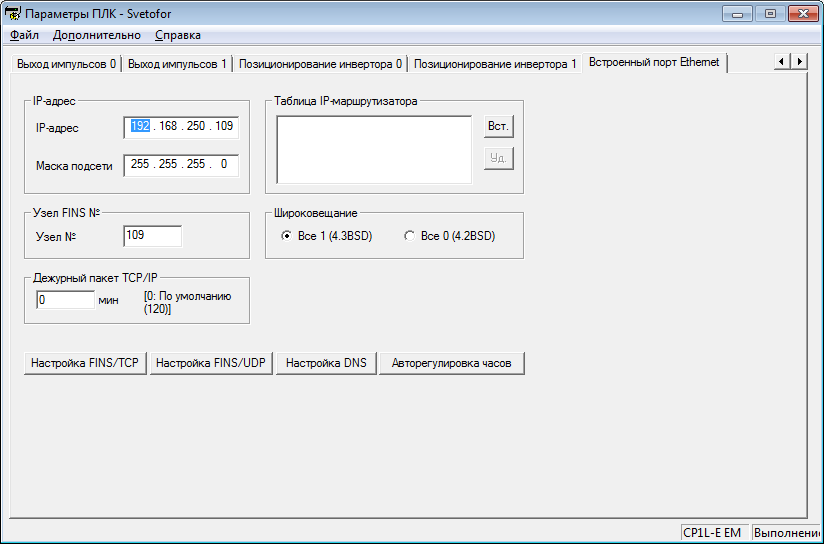 Параметры ПЛК - Svetofor
Файл Дополнительно Справка
Выход импульсов 0 Выход импульсов 1 Позиционирование инвертора 0 Позиционирование инвертора 1 Встроенный порт Ethernet
IP-адрес
IP-адрес 192 . 168 . 250 . 109
Маска подсети 255 . 255 . 255 . 0
Таблица IP-маршрутизатора
Вст.
Уд.
Узел FINS №
Узел № 109
Широковещание
Все 1 (4.3BSD) Все 0 (4.2BSD)
Дежурный пакет TCP/IP
0 мин [0: По умолчанию
(120)]
Настройка FINS/TCP Настройка FINS/UDP Настройка DNS Авторегулировка часов
CP1L-E EM Выполнение